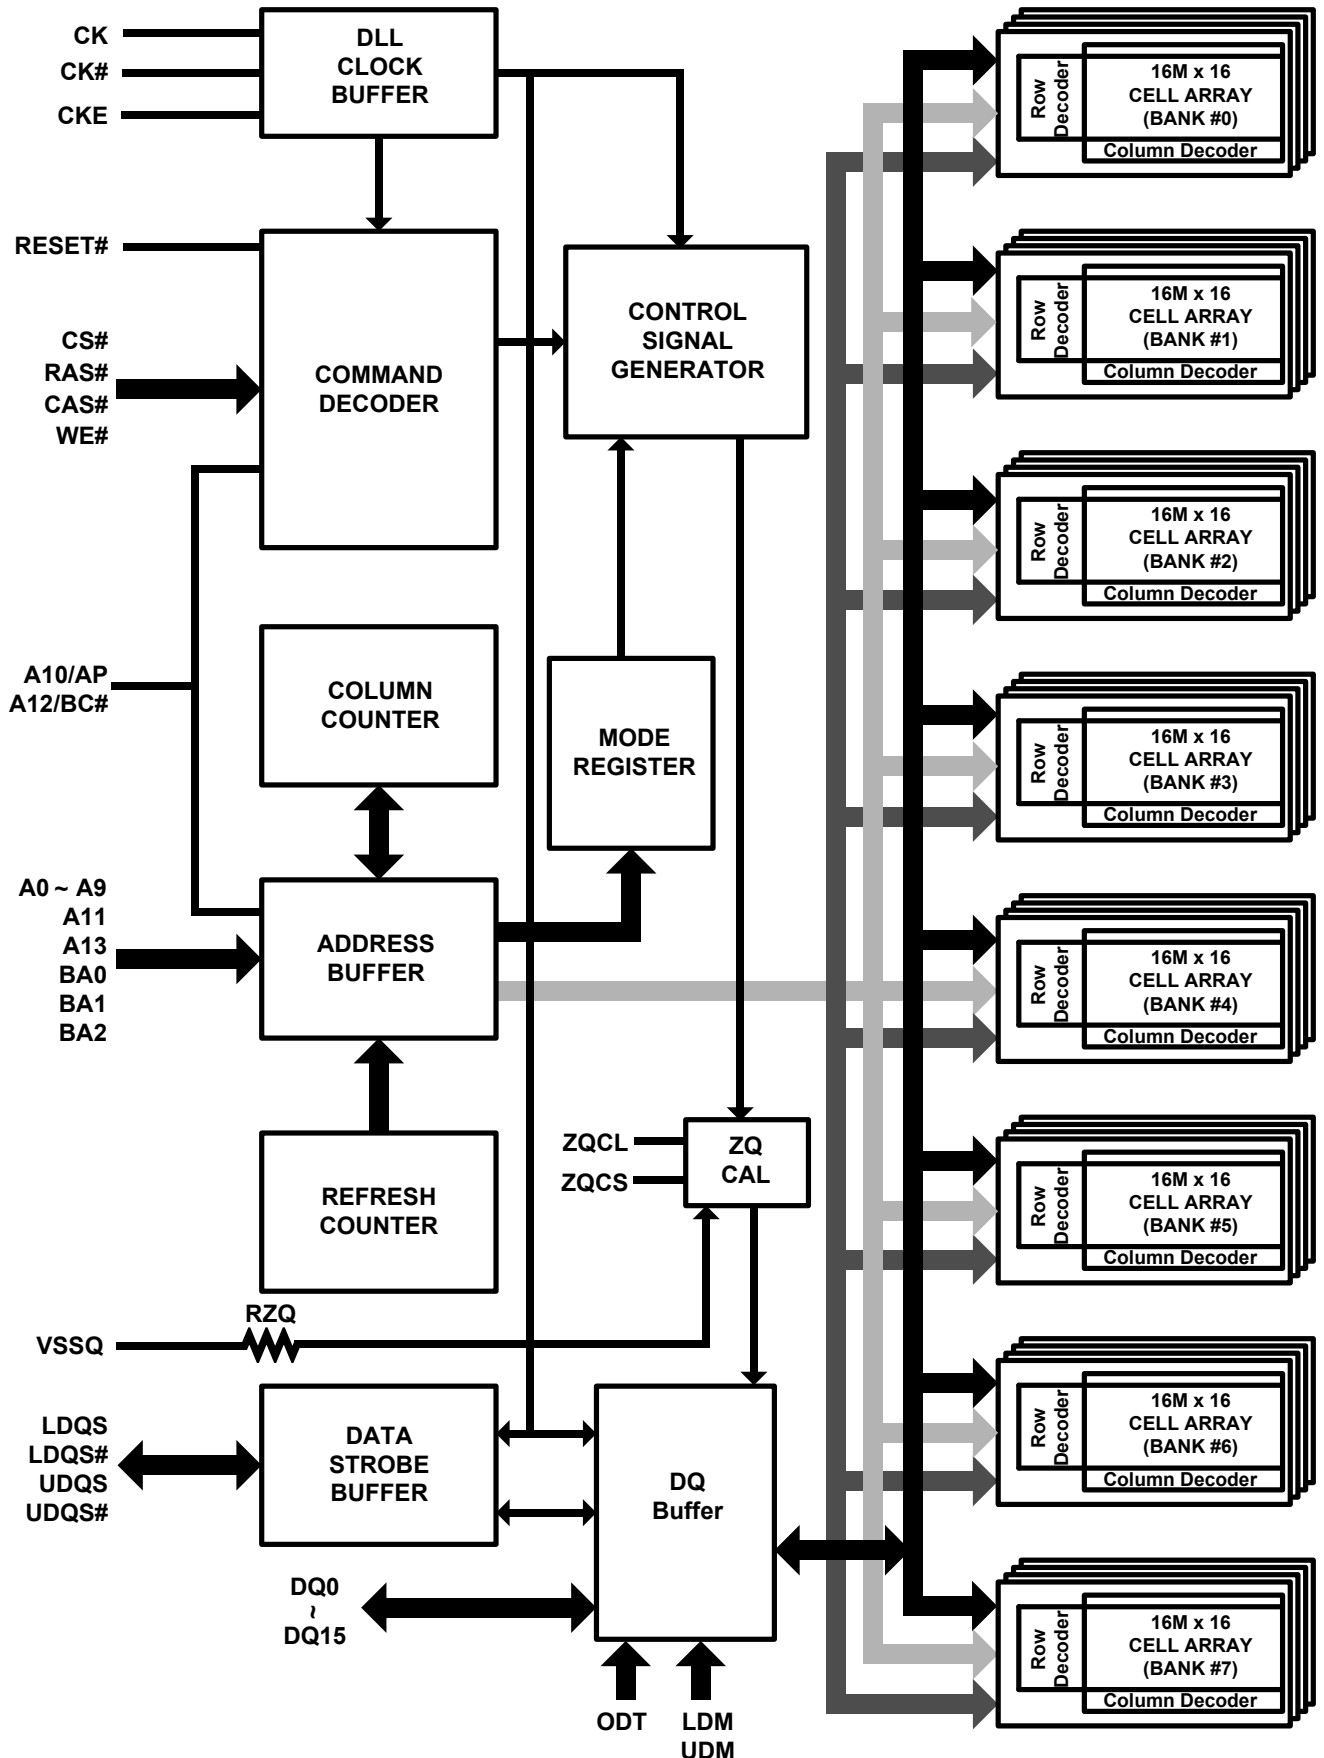 CK
CK#
CKE
DLL
CLOCK
BUFFER
RESET#
CS#
RAS#
CAS#
WE#
COMMAND
DECODER
CONTROL
SIGNAL
GENERATOR
A10/AP
A12/BC#
COLUMN
COUNTER
MODE
REGISTER
A0 ~ A9
A11
A13
BA0
BA1
BA2
ADDRESS
BUFFER
REFRESH
COUNTER
ZQCL
ZQCS
ZQ
CAL
RZQ
VSSQ
LDQS
LDQS#
UDQS
UDQS#
DATA
STROBE
BUFFER
DQ
Buffer
DQ0
~
DQ15
ODT
LDM
UDM
Row
Decoder
16M x 16
CELL ARRAY
(BANK #0)
Column Decoder
Row
Decoder
16M x 16
CELL ARRAY
(BANK #1)
Column Decoder
Row
Decoder
16M x 16
CELL ARRAY
(BANK #2)
Column Decoder
Row
Decoder
16M x 16
CELL ARRAY
(BANK #3)
Column Decoder
Row
Decoder
16M x 16
CELL ARRAY
(BANK #4)
Column Decoder
Row
Decoder
16M x 16
CELL ARRAY
(BANK #5)
Column Decoder
Row
Decoder
16M x 16
CELL ARRAY
(BANK #6)
Column Decoder
Row
Decoder
16M x 16
CELL ARRAY
(BANK #7)
Column Decoder